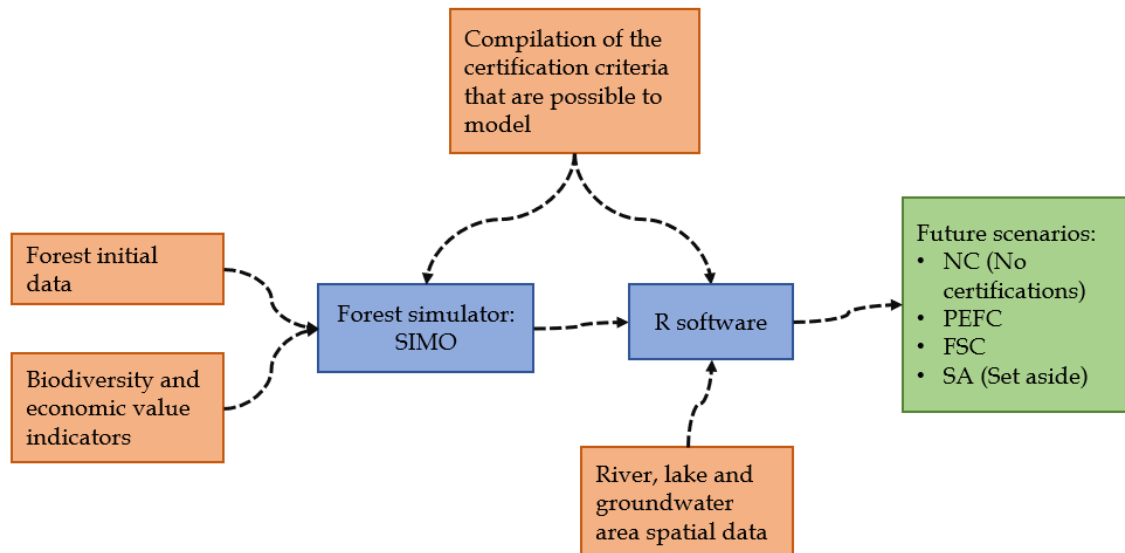 Compilation of the
certification criteria
that are possible to
model
Forest initial
data
Biodiversity and
economic value
indicators
Forest simulator:
SIMO
R software
River, lake and
groundwater
area spatial data
Future scenarios:
• NC (No
certifications)
• PEFC
• FSC
• SA (Set aside)